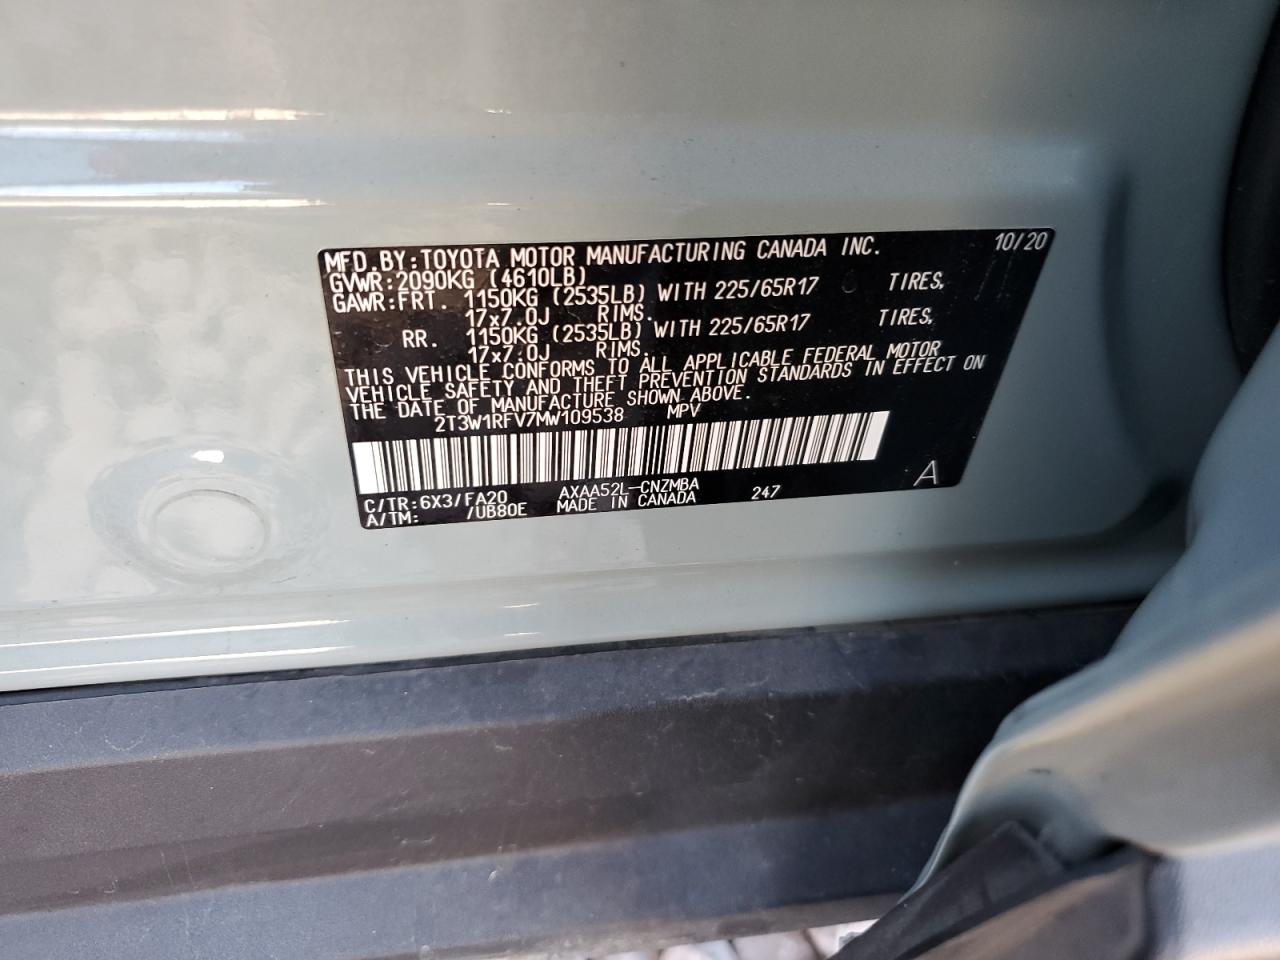 MFD.BY:TOYOTA MOTOR MANUFACTURING CANADA INC. 10/20
GVWR:2090KG (4610LB)
GAWR:FRT. 1150KG (2535LB) WITH 225/65R17 TIRES,
17x7.0J RIMS.
RR. 1150KG (2535LB) WITH 225/65R17 TIRES,
17x7.0J RIMS.
THIS VEHICLE CONFORMS TO ALL APPLICABLE FEDERAL MOTOR
VEHICLE SAFETY AND THEFT PREVENTION STANDARDS IN EFFECT ON
THE DATE OF MANUFACTURE SHOWN ABOVE.
2T3W1RFV7MW109538 MPV
C/TR:6X3/FA20 AXAA52L-CNZMBA 247 A
A/TM: /UB80E MADE IN CANADA